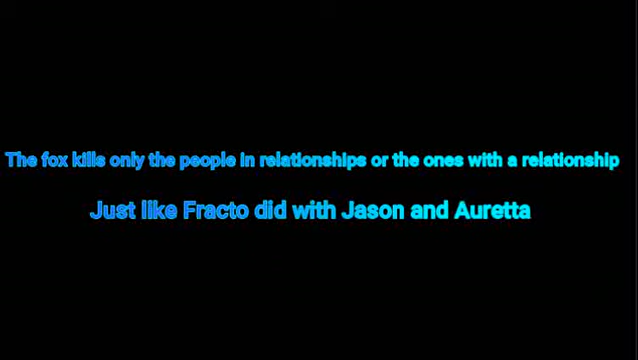 The fox kills only the people in relationships or the ones with a relationship
Just like Fracto did with Jason and Auretta